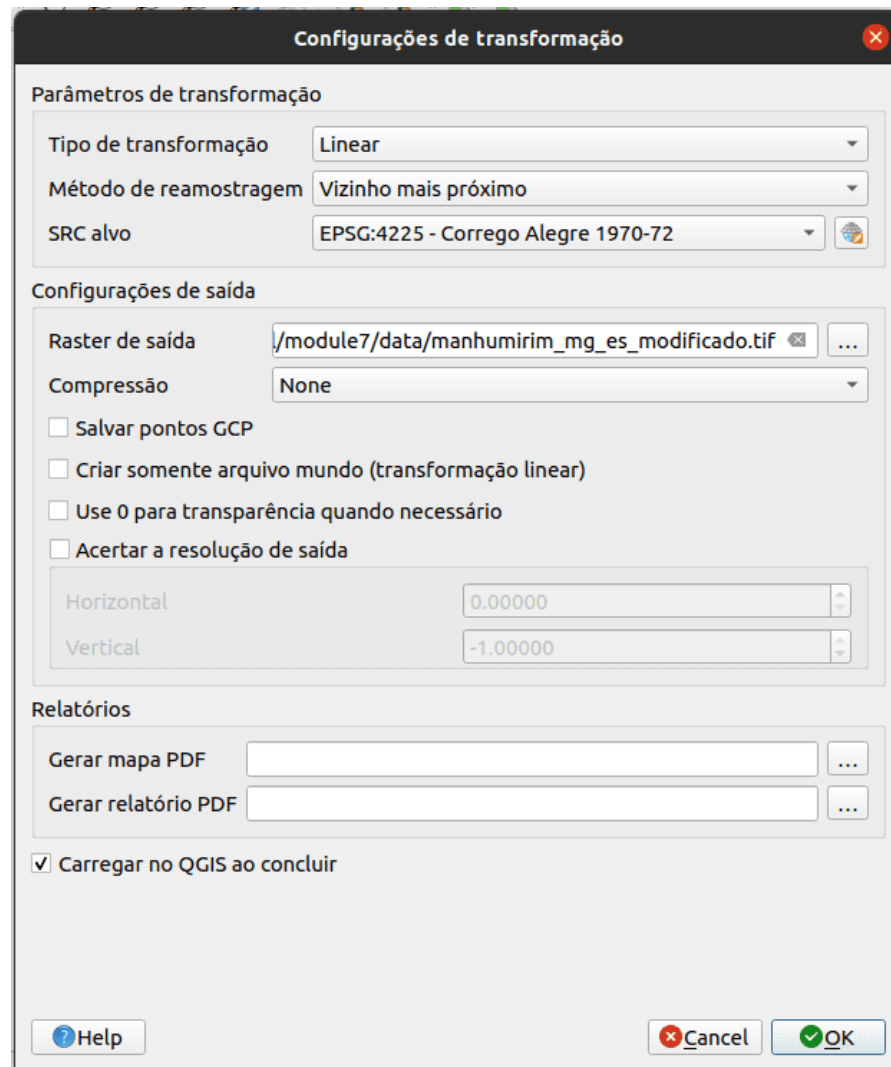 Configurações de transformação
Parâmetros de transformação
Tipo de transformação Linear
Método de reamostragem Vizinho mais próximo
SRC alvo EPSG:4225 - Corrego Alegre 1970-72
Configurações de saída
Raster de saída /module7/data/manhumirim_mg_es_modificado.tif ...
Compressão None
Salvar pontos GCP
Criar somente arquivo mundo (transformação linear)
Use 0 para transparência quando necessário
Acertar a resolução de saída
Horizontal 0.00000
Vertical -1.00000
Relatórios
Gerar mapa PDF ...
Gerar relatório PDF ...
Carregar no QGIS ao concluir
Help Cancel OK